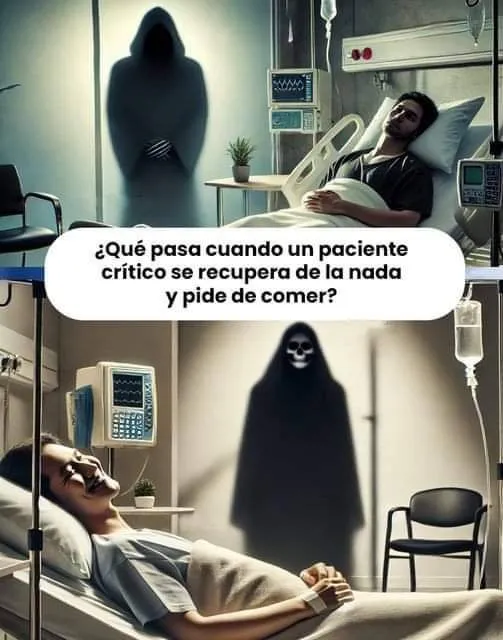 ¿Qué pasa cuando un paciente
crítico se recupera de la nada
y pide de comer?